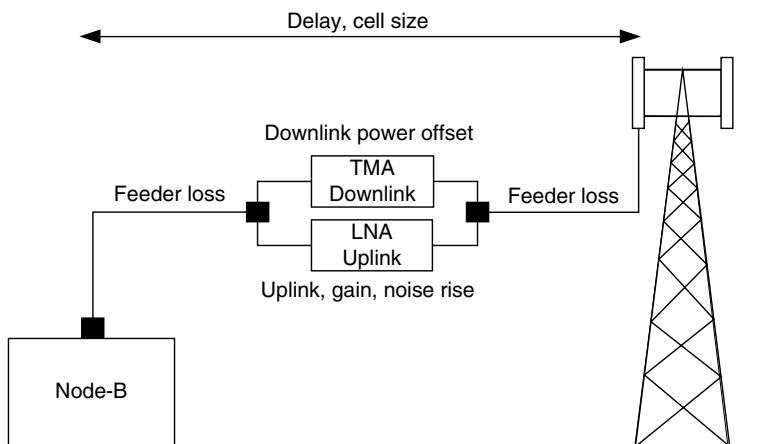 Delay, cell size
Downlink power offset
TMA
Downlink
Feeder loss
Feeder loss
LNA
Uplink
Uplink, gain, noise rise
Node-B